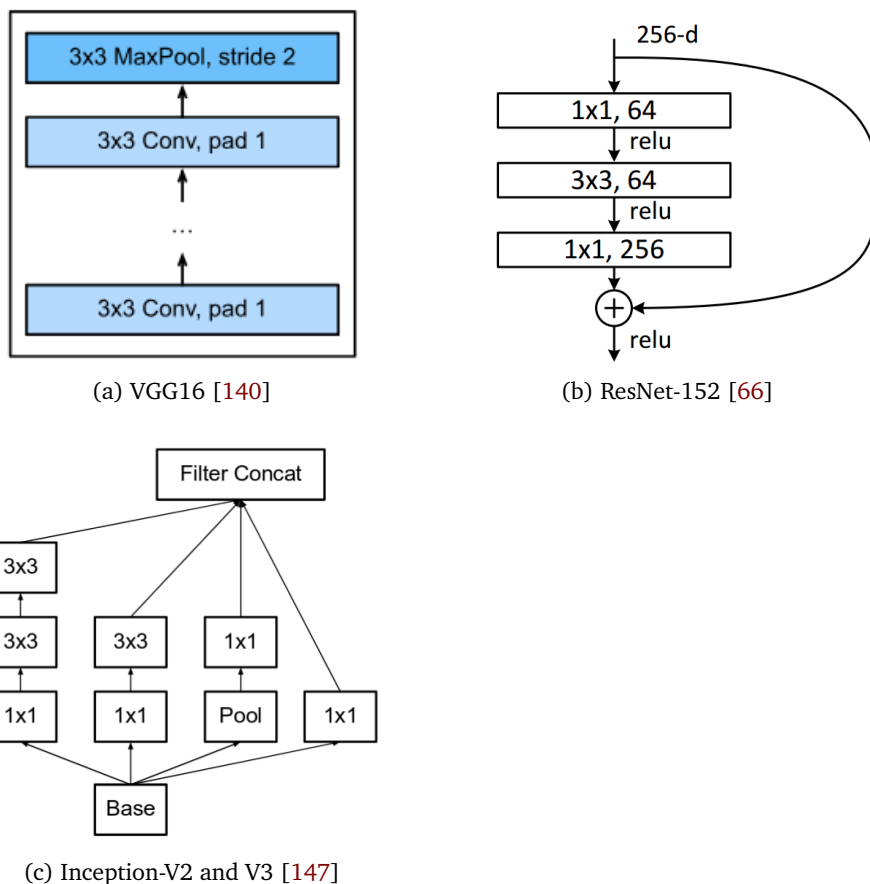 3x3 MaxPool, stride 2
3x3 Conv, pad 1
...
3x3 Conv, pad 1
(a) VGG16 [140]
256-d
1x1, 64
relu
3x3, 64
relu
1x1, 256
+
relu
(b) ResNet-152 [66]
Filter Concat
3x3
3x3 3x3 1x1
1x1 1x1 Pool 1x1
Base
(c) Inception-V2 and V3 [147]